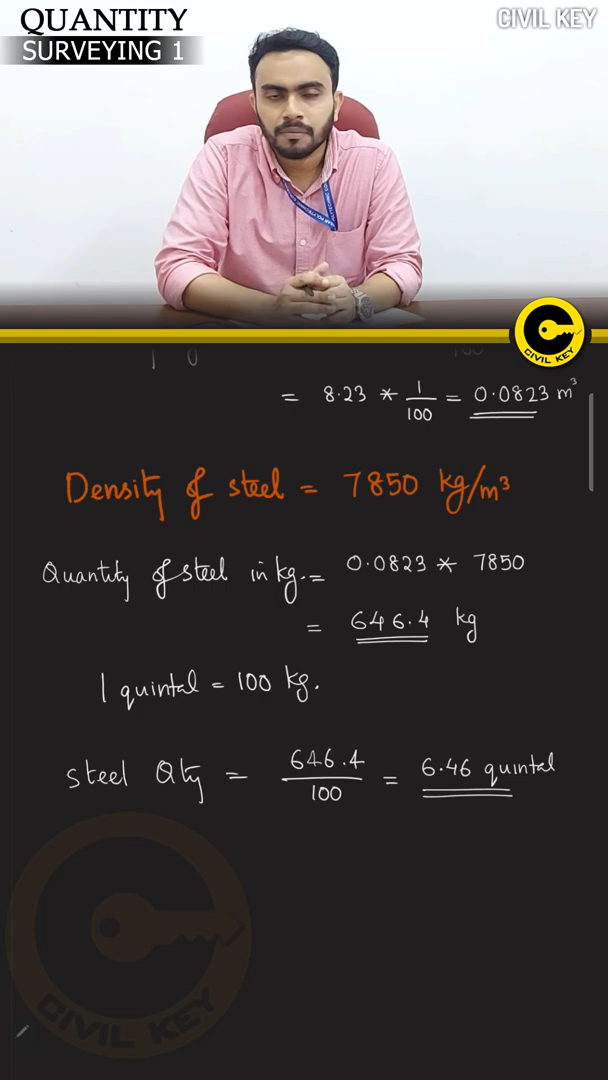 QUANTITY
SURVEYING 1
CIVIL KEY
CIVIL KEY
= 8.23 * 1/100 = 0.0823 m³
Density of steel = 7850 kg/m³
Quantity of steel in kg. = 0.0823 * 7850
= 646.4 kg
1 quintal = 100 kg.
Steel Qty = 646.4/100 = 6.46 quintal
CIVIL KEY